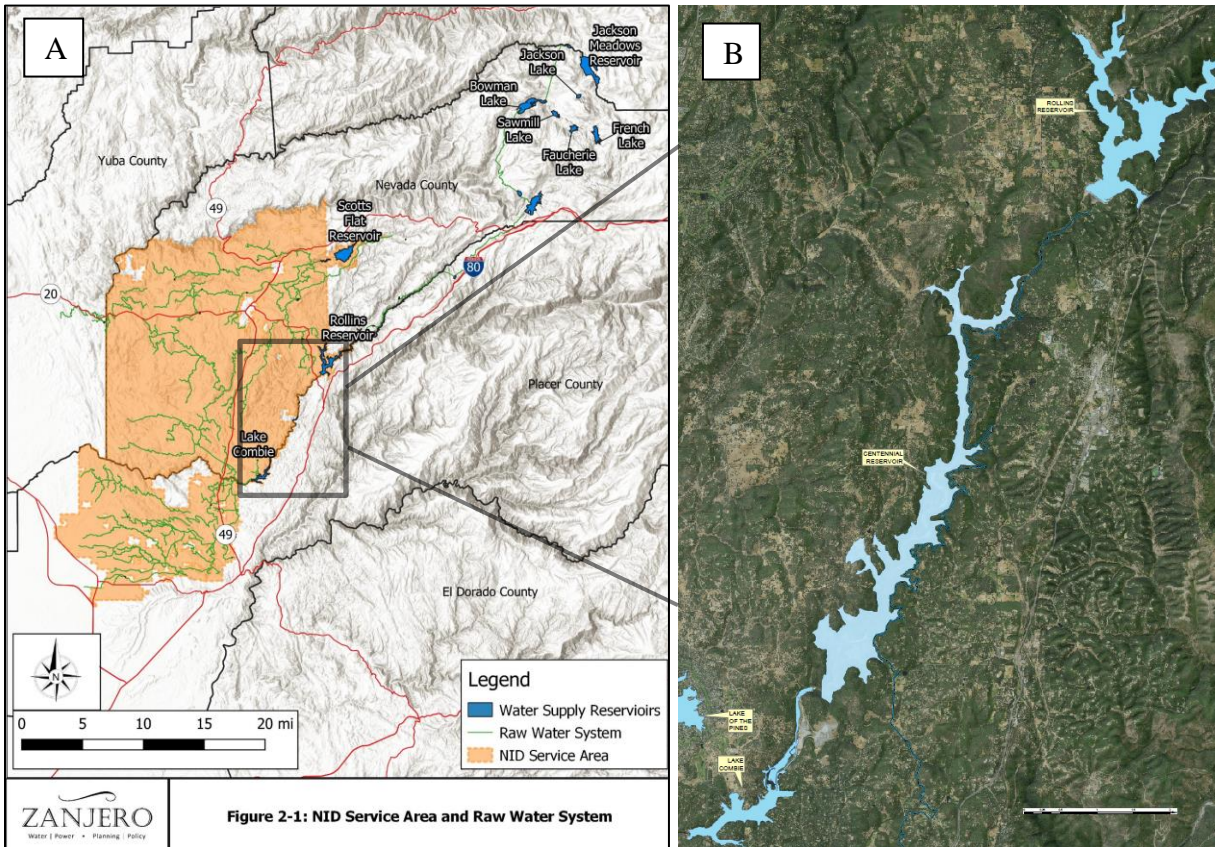 A
Jackson
Meadows
Reservoir
Jackson
Lake
Bowman
Lake
Sawmill
Lake
French
Lake
Faucherie
Lake
Yuba County
Nevada County
49
Scotts
Flat
Reservoir
80
20
Rollins
Reservoir
Placer County
Lake
Combie
49
El Dorado County
N
0 5 10 15 20 mi
Legend
Water Supply Reservioirs
Raw Water System
NID Service Area
ZANJERO
Water | Power • Planning | Policy
Figure 2-1: NID Service Area and Raw Water System
B
ROLLINS
RESERVOIR
CENTENNIAL
RESERVOIR
LAKE
OF THE
PINES
LAKE
COMBIE